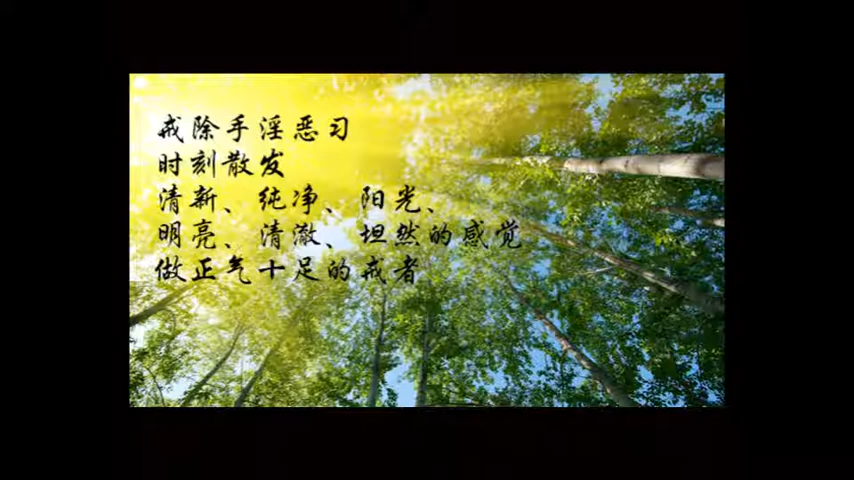 戒除手淫恶习
时刻散发
清新、纯净、阳光、
明亮、清澈、坦然的感觉
做正气十足的戒者